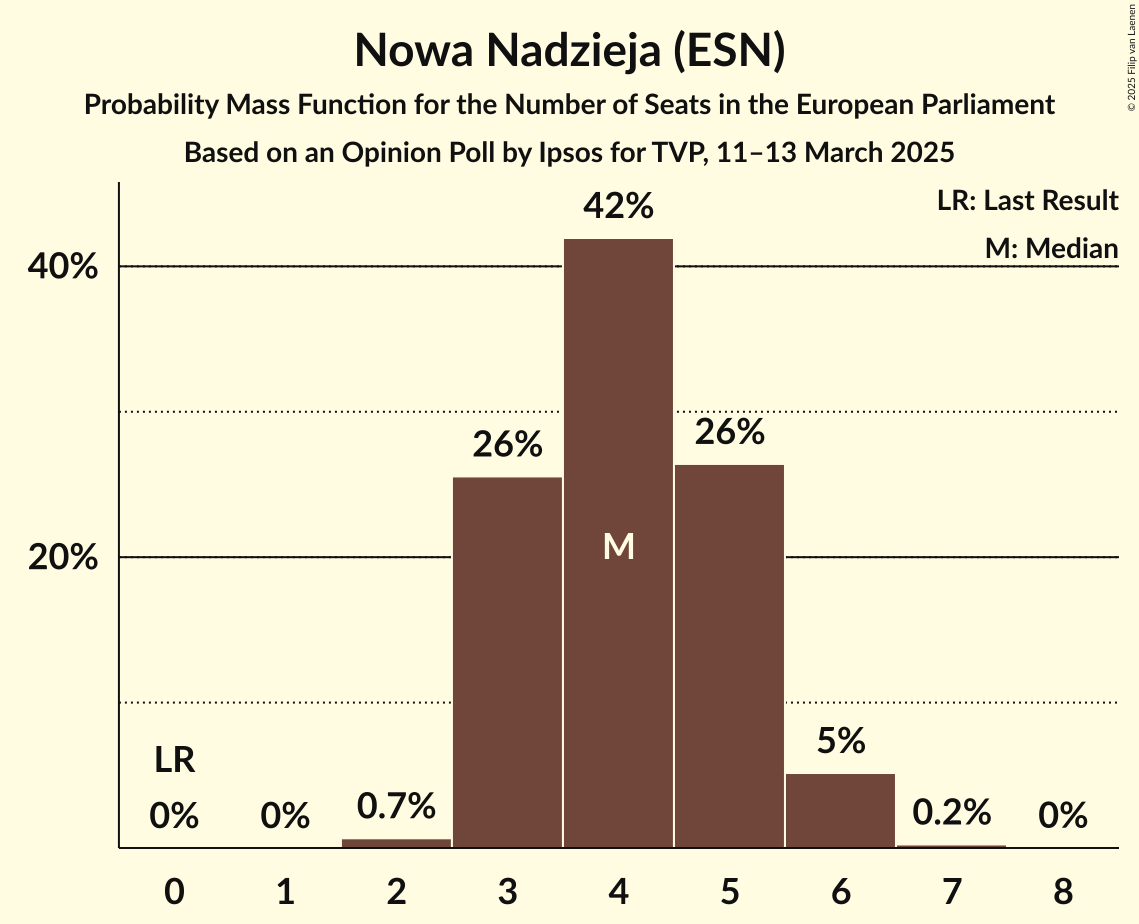 Nowa Nadzieja (ESN)
Probability Mass Function for the Number of Seats in the European Parliament
Based on an Opinion Poll by Ipsos for TVP, 11–13 March 2025
© 2025 Filip van Laenen
LR: Last Result
M: Median
42%
40%
26%
26%
M
20%
5%
LR
0%
0%
0.7%
0.2%
0%
0 1 2 3 4 5 6 7 8